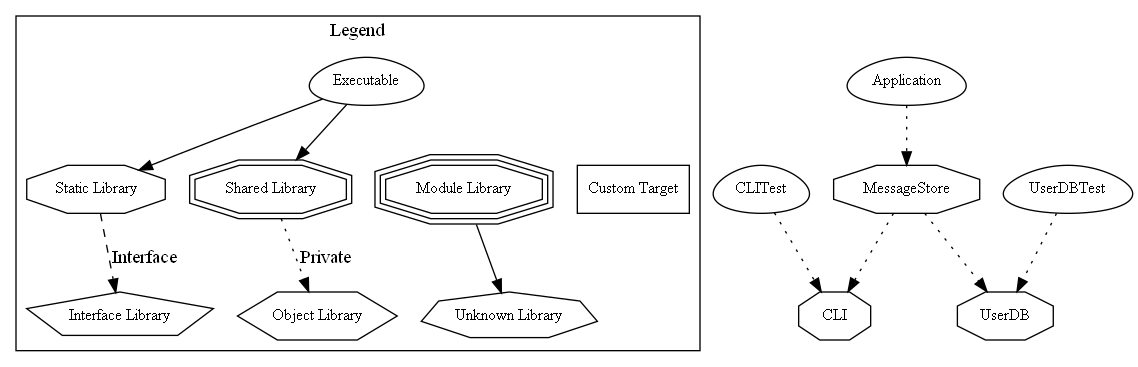 Legend
Executable
Static Library
Shared Library
Module Library
Custom Target
Interface
Private
Interface Library
Object Library
Unknown Library
Application
CLITest
MessageStore
UserDBTest
CLI
UserDB